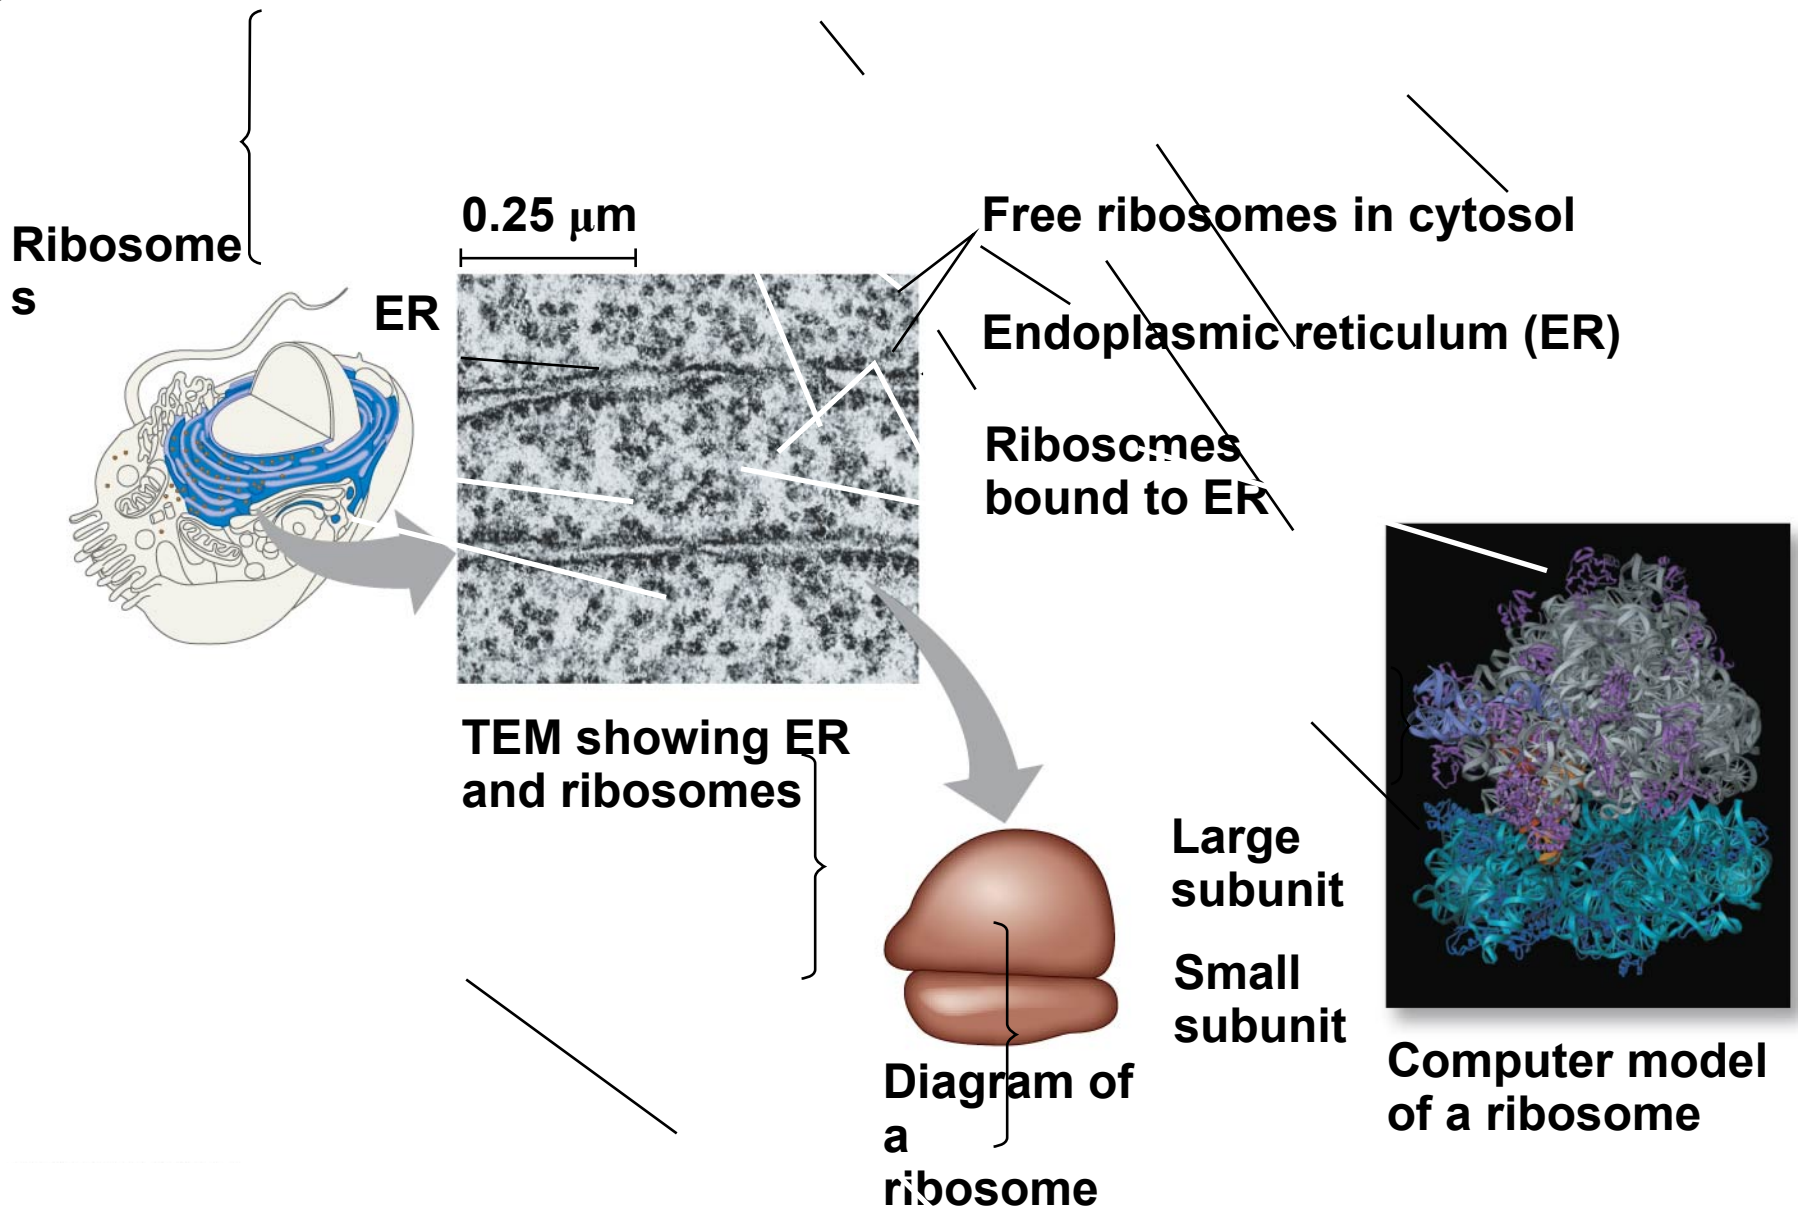 0.25 μm
Free ribosomes in cytosol
Ribosome
s
ER
Endoplasmic reticulum (ER)
Ribosomes
bound to ER
TEM showing ER
and ribosomes
Large
subunit
Small
subunit
Diagram of
a
ribosome
Computer model
of a ribosome